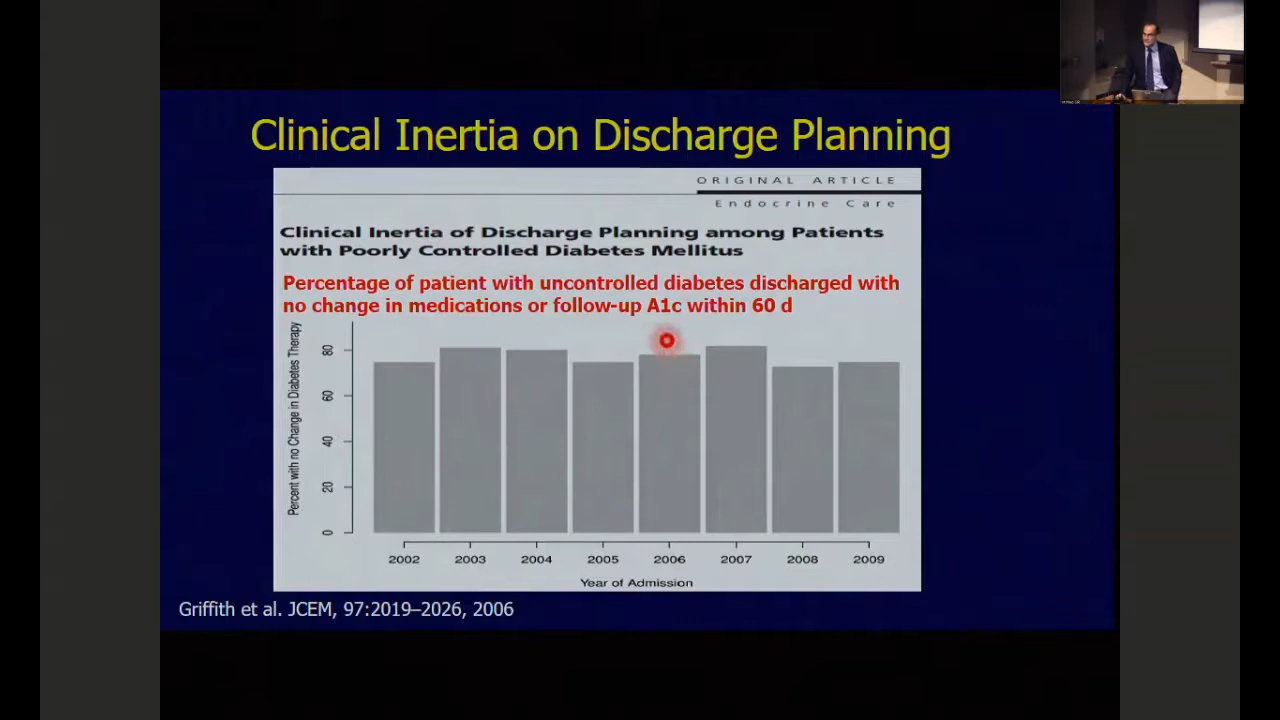 Clinical Inertia on Discharge Planning
ORIGINAL ARTICLE
Endocrine Care
Clinical Inertia of Discharge Planning among Patients
with Poorly Controlled Diabetes Mellitus
Percentage of patient with uncontrolled diabetes discharged with
no change in medications or follow-up A1c within 60 d
Percent with no Change in Diabetes Therapy
80
60
40
20
0
2002 2003 2004 2005 2006 2007 2008 2009
Year of Admission
Griffith et al. JCEM, 97:2019–2026, 2006